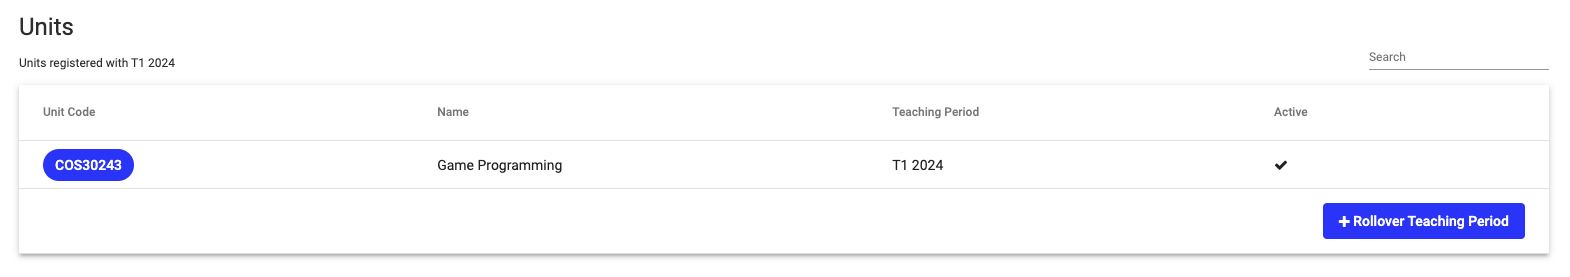 Units
Units registered with T1 2024
Search
Unit Code Name Teaching Period Active
COS30243 Game Programming T1 2024
Rollover Teaching Period